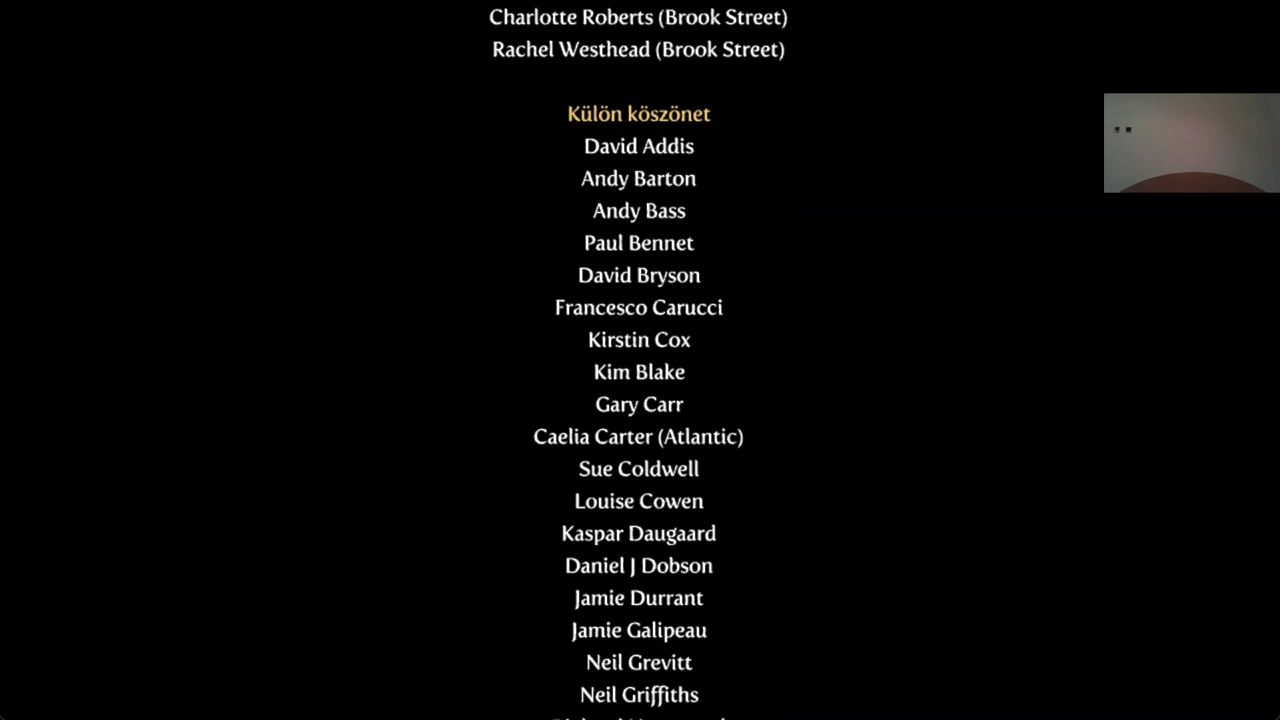 Charlotte Roberts (Brook Street)
Rachel Westhead (Brook Street)
Külön köszönet
David Addis
Andy Barton
Andy Bass
Paul Bennet
David Bryson
Francesco Carucci
Kirstin Cox
Kim Blake
Gary Carr
Caelia Carter (Atlantic)
Sue Coldwell
Louise Cowen
Kaspar Daugaard
Daniel J Dobson
Jamie Durrant
Jamie Galipeau
Neil Grevitt
Neil Griffiths